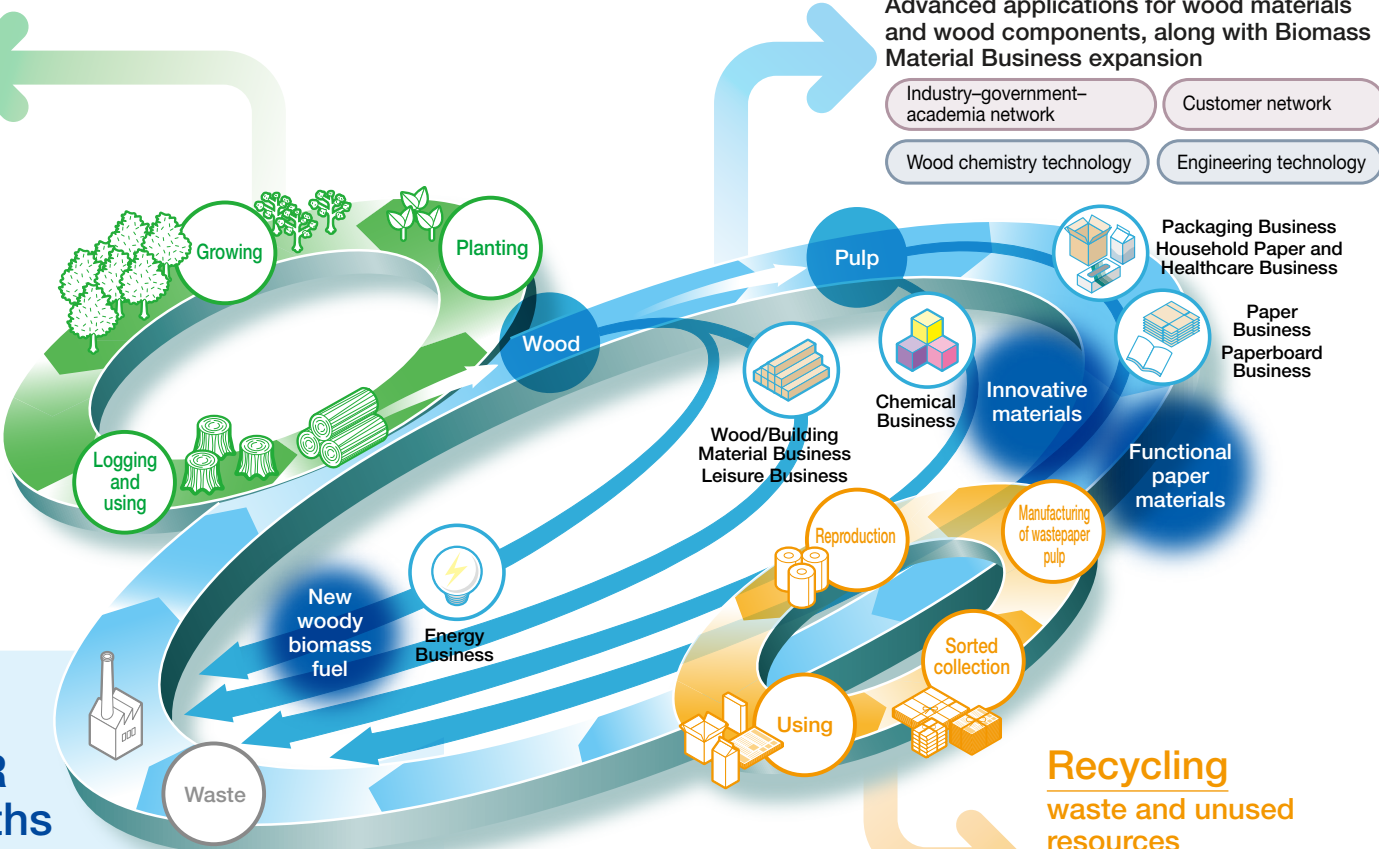 Advanced applications for wood materials
and wood components, along with Biomass
Material Business expansion
Industry–government–
academia network
Customer network
Wood chemistry technology
Engineering technology
Growing
Planting
Logging
and
using
Wood
Pulp
Packaging Business
Household Paper and
Healthcare Business
Paper
Business
Paperboard
Business
Chemical
Business
Innovative
materials
Functional
paper
materials
Wood/Building
Material Business
Leisure Business
Energy
Business
New
woody
biomass
fuel
Reproduction
Manufacturing
of wastepaper
pulp
Sorted
collection
Using
Waste
Recycling
waste and unused
resources
R
ths